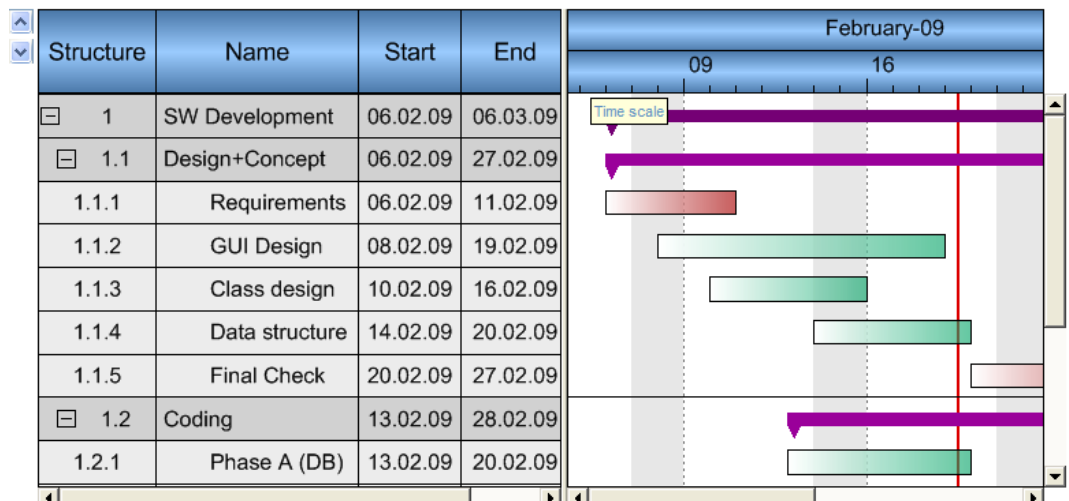 Structure Name Start End February-09
09 16
1 SW Development 06.02.09 06.03.09 Time scale
1.1 Design+Concept 06.02.09 27.02.09
1.1.1 Requirements 06.02.09 11.02.09
1.1.2 GUI Design 08.02.09 19.02.09
1.1.3 Class design 10.02.09 16.02.09
1.1.4 Data structure 14.02.09 20.02.09
1.1.5 Final Check 20.02.09 27.02.09
1.2 Coding 13.02.09 28.02.09
1.2.1 Phase A (DB) 13.02.09 20.02.09